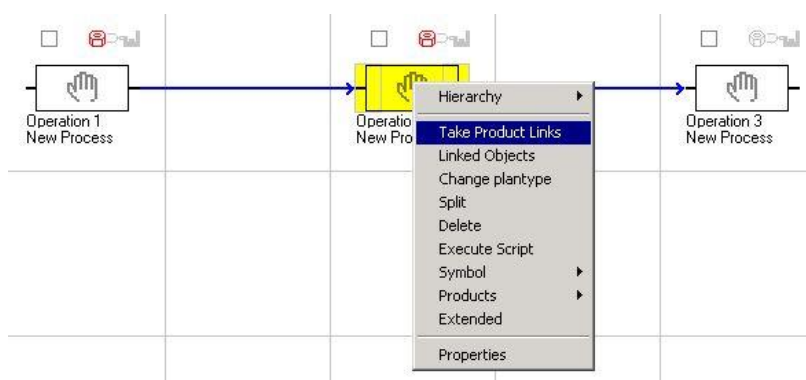 Operation 1
New Process
Operatio
New Pro
Hierarchy
Take Product Links
Linked Objects
Change plantype
Split
Delete
Execute Script
Symbol
Products
Extended
Properties
Operation 3
New Process